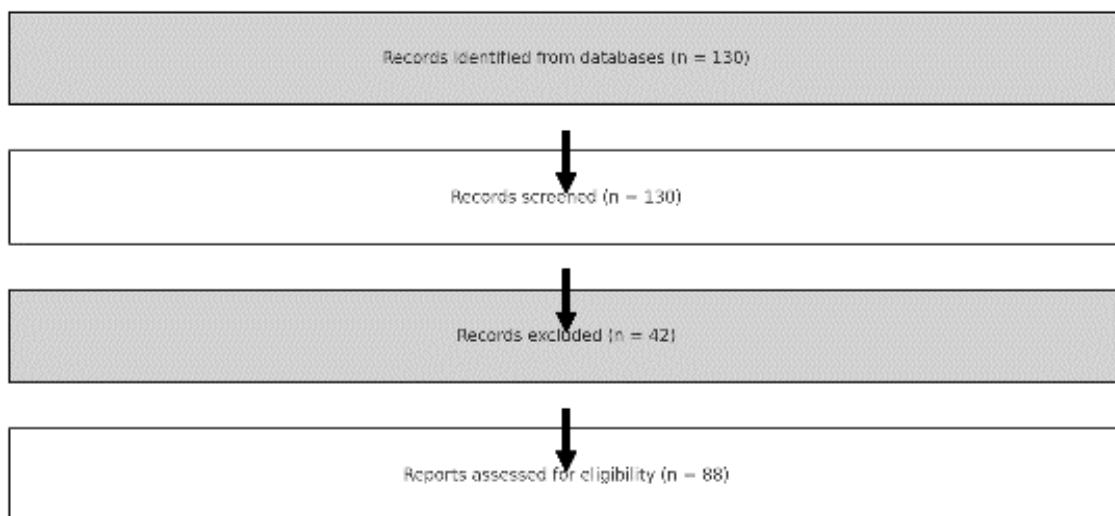 Records identified from databases (n = 130)
Records screened (n = 130)
Records excluded (n = 42)
Reports assessed for eligibility (n = 88)